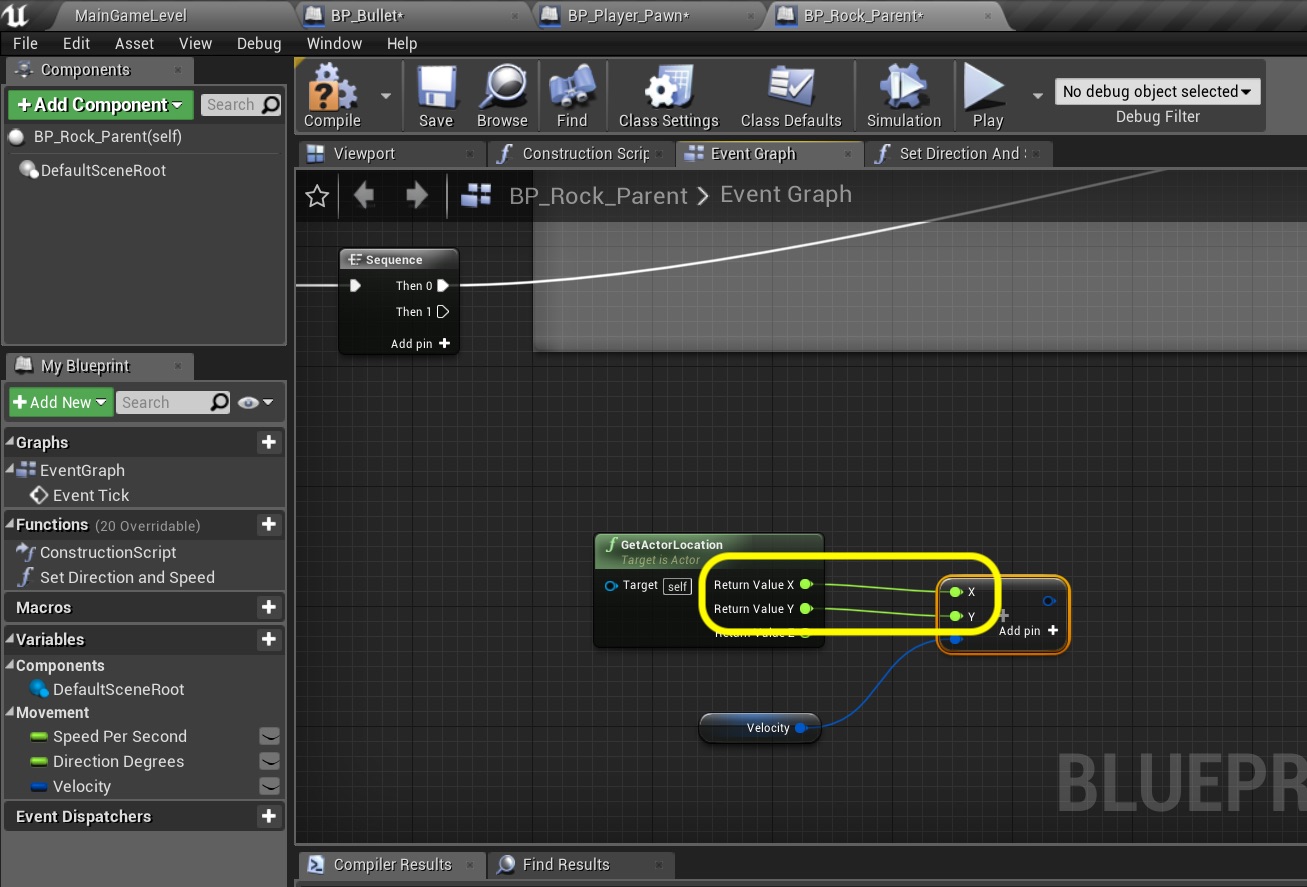 MainGameLevel
BP_Bullet*
BP_Player_Pawn*
BP_Rock_Parent*
File Edit Asset View Debug Window Help
Components
+Add Component
Search
BP_Rock_Parent(self)
DefaultSceneRoot
Compile
Save
Browse
Find
Class Settings
Class Defaults
Simulation
Play
No debug object selected
Debug Filter
Viewport
Construction Scrip
Event Graph
Set Direction And S
BP_Rock_Parent > Event Graph
Sequence
Then 0
Then 1
Add pin +
My Blueprint
+Add New
Search
Graphs
EventGraph
Event Tick
Functions (20 Overridable)
ConstructionScript
Set Direction and Speed
Macros
Variables
Components
DefaultSceneRoot
Movement
Speed Per Second
Direction Degrees
Velocity
Event Dispatchers
GetActorLocation
Target is Actor
Target self
Return Value X
Return Value Y
Return Value Z
X
Y
Add pin +
Velocity
BLUEPR
Compiler Results
Find Results